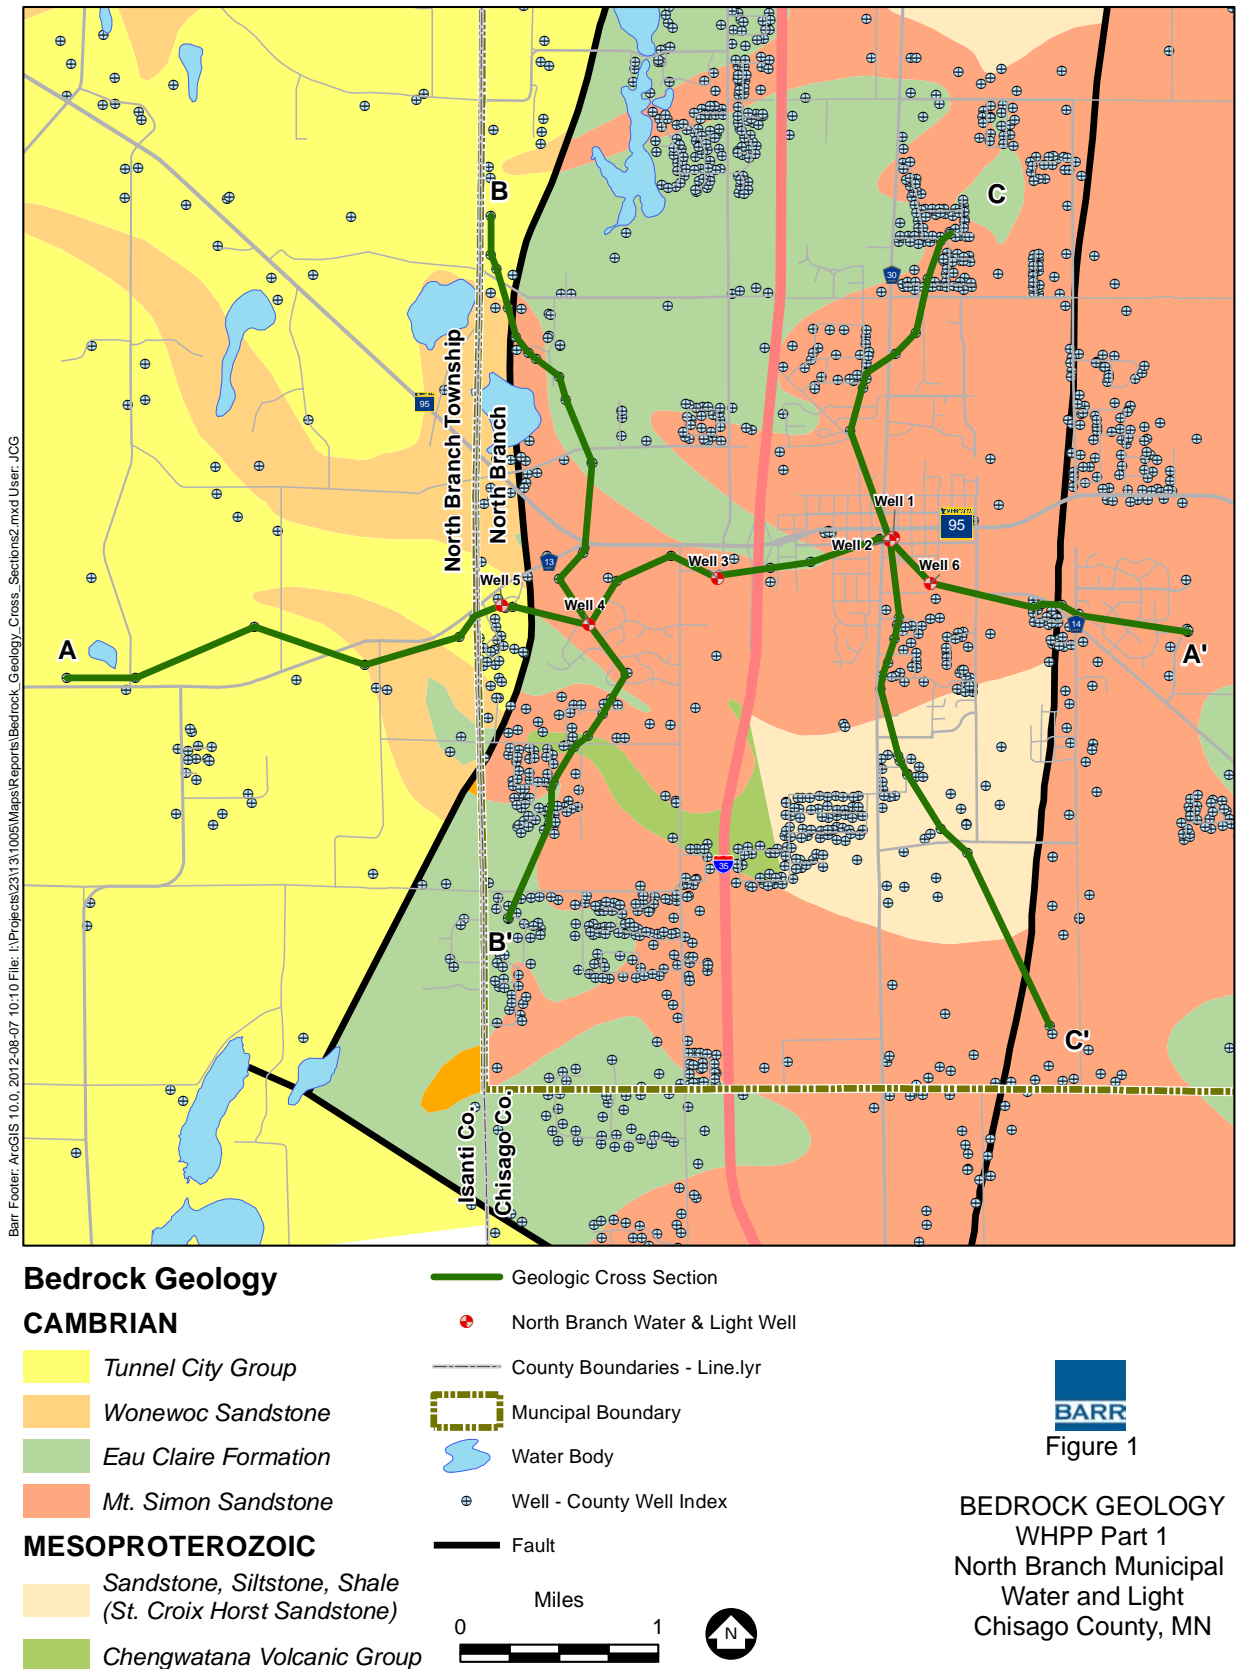 B
C
30
North Branch Township
North Branch
95
Well 1
MINNESOTA
95
Well 2
Well 3
Well 6
13
Well 5
Well 4
14
A
A'
35
B'
C'
Isanti Co.
Chisago Co.
Barr Footer: ArcGIS 10.0, 2012-08-07 10:10 File: I:\Projects\23\13\1005\Maps\Reports\Bedrock_Geology_Cross_Sections2.mxd User: JCG
Bedrock Geology
CAMBRIAN
Tunnel City Group
Wonewoc Sandstone
Eau Claire Formation
Mt. Simon Sandstone
MESOPROTEROZOIC
Sandstone, Siltstone, Shale
(St. Croix Horst Sandstone)
Chengwatana Volcanic Group
Geologic Cross Section
North Branch Water & Light Well
County Boundaries - Line.lyr
Muncipal Boundary
Water Body
Well - County Well Index
Fault
Miles
0 1
N
BARR
Figure 1
BEDROCK GEOLOGY
WHPP Part 1
North Branch Municipal
Water and Light
Chisago County, MN